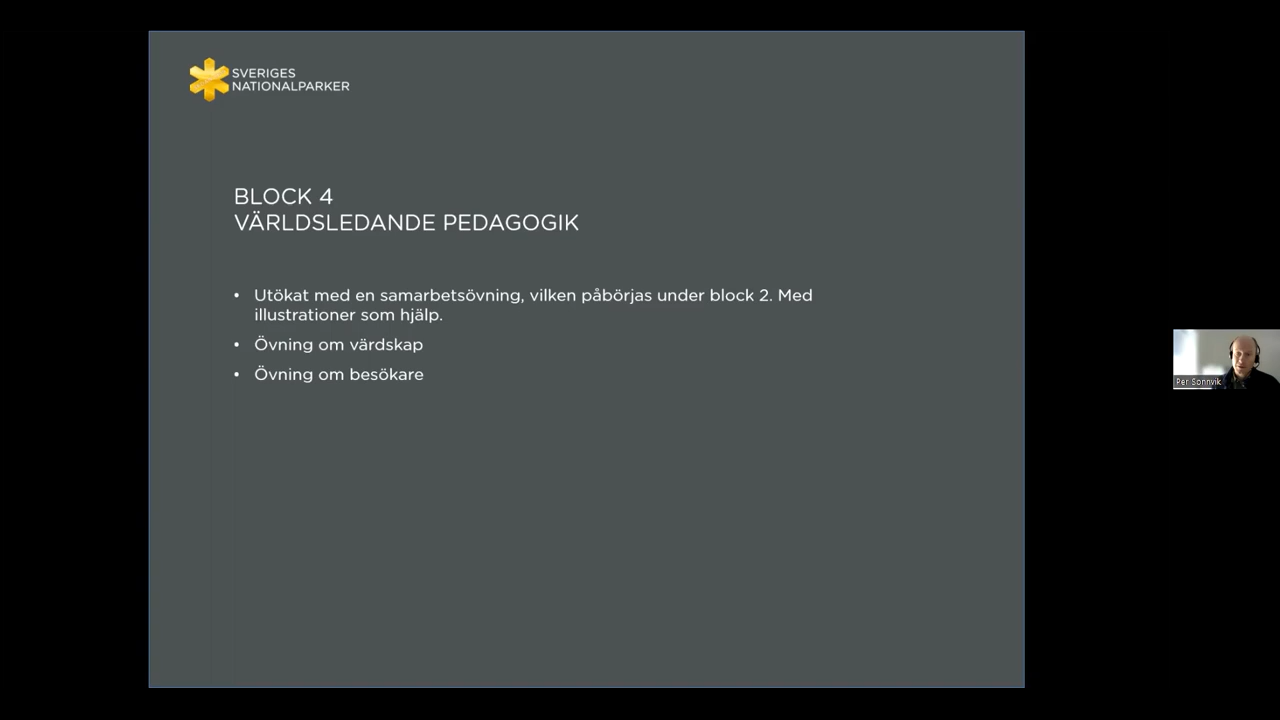 SVERIGES
NATIONALPARKER
BLOCK 4
VÄRLDSLEDANDE PEDAGOGIK
• Utökat med en samarbetsövning, vilken påbörjas under block 2. Med
illustrationer som hjälp.
• Övning om värdskap
• Övning om besökare
Per Sonnvik